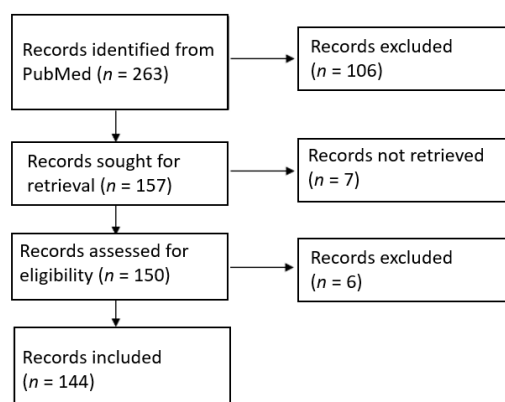 Records identified from
PubMed (n = 263)
Records excluded
(n = 106)
Records sought for
retrieval (n = 157)
Records not retrieved
(n = 7)
Records assessed for
eligibility (n = 150)
Records excluded
(n = 6)
Records included
(n = 144)